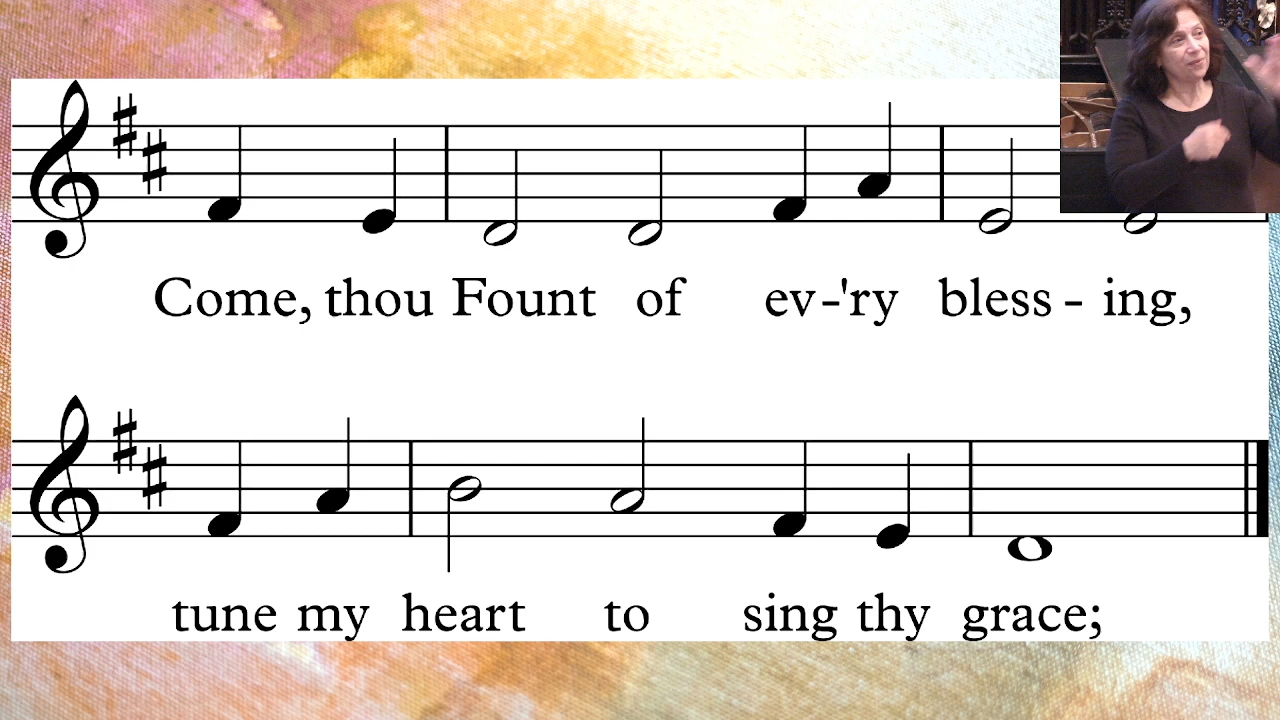 Come, thou Fount of ev-'ry bless - ing,
tune my heart to sing thy grace;